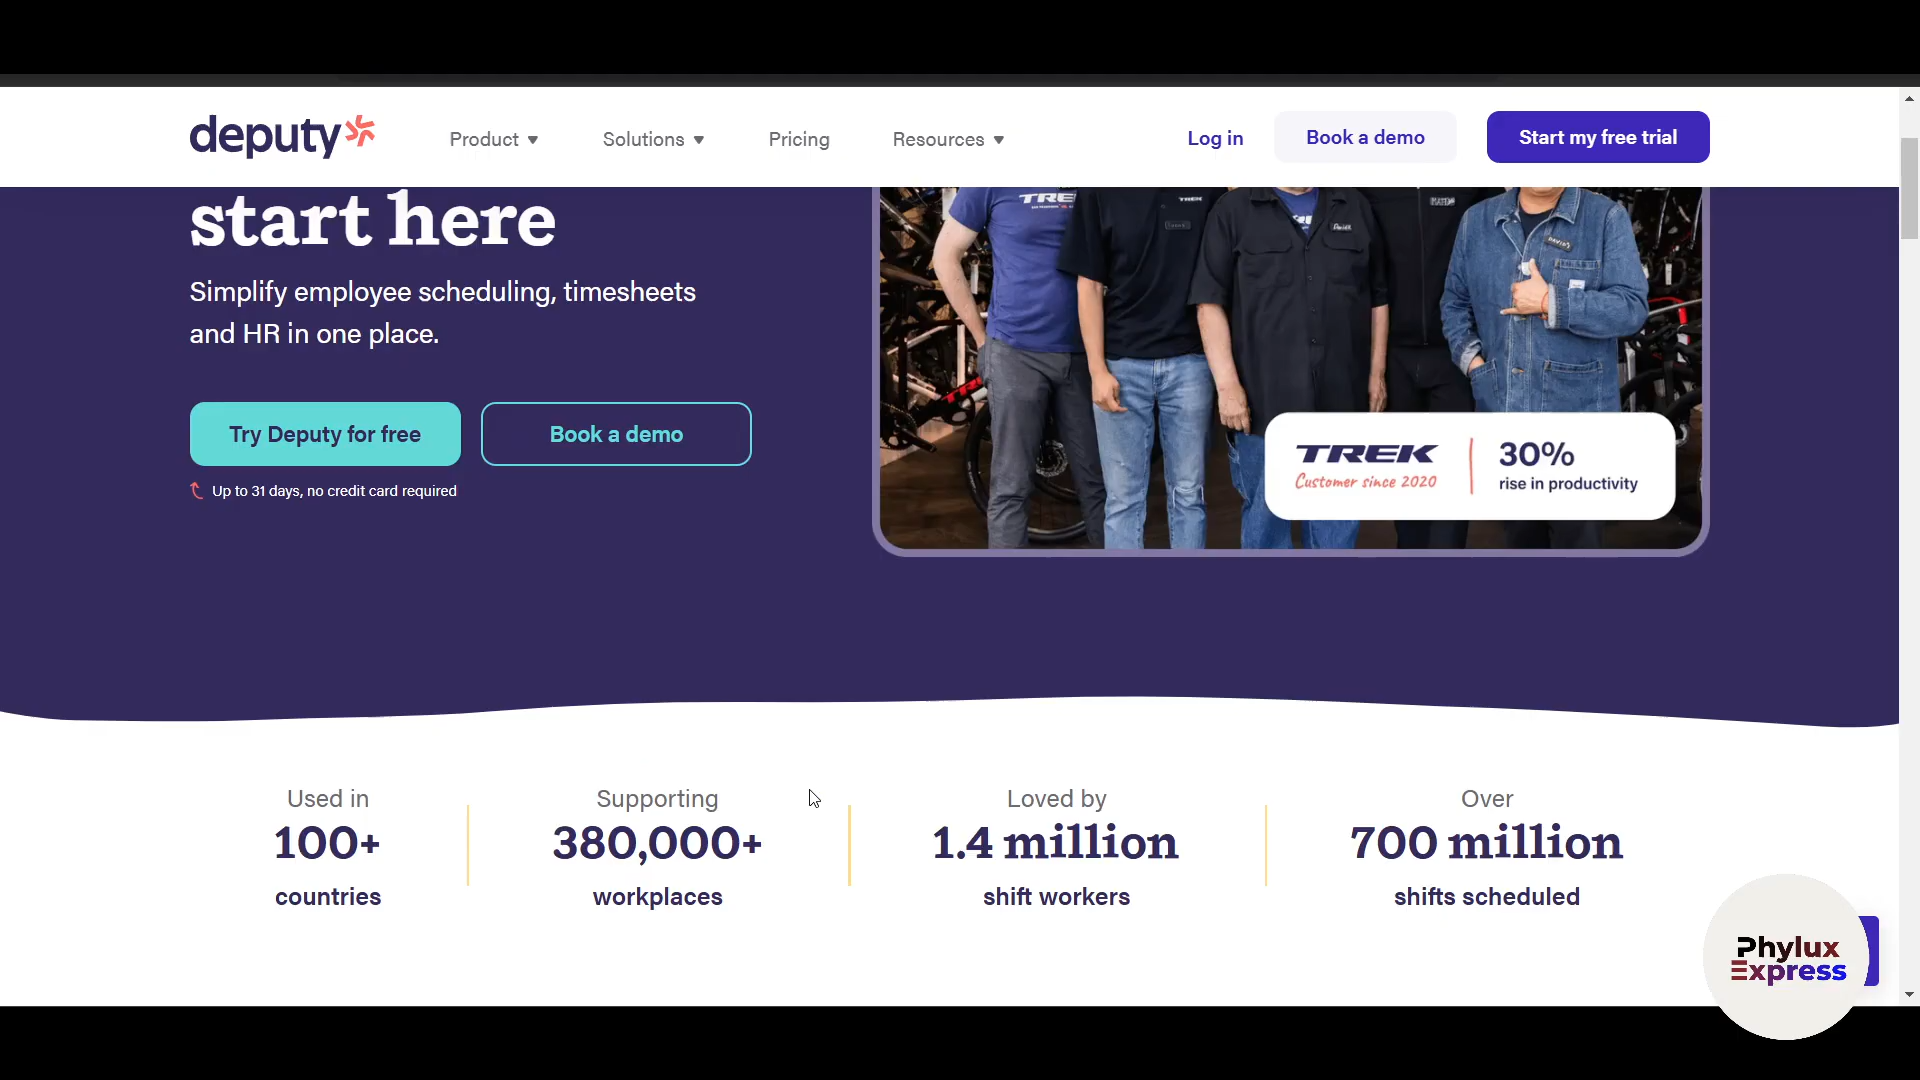 deputy
Product
Solutions
Pricing
Resources
Log in
Book a demo
Start my free trial
start here
Simplify employee scheduling, timesheets
and HR in one place.
Try Deputy for free
Book a demo
Up to 31 days, no credit card required
TREK
TREK
DAVID
TREK
Customer since 2020
30%
rise in productivity
Used in
100+
countries
Supporting
380,000+
workplaces
Loved by
1.4 million
shift workers
Over
700 million
shifts scheduled
Phylux
Express